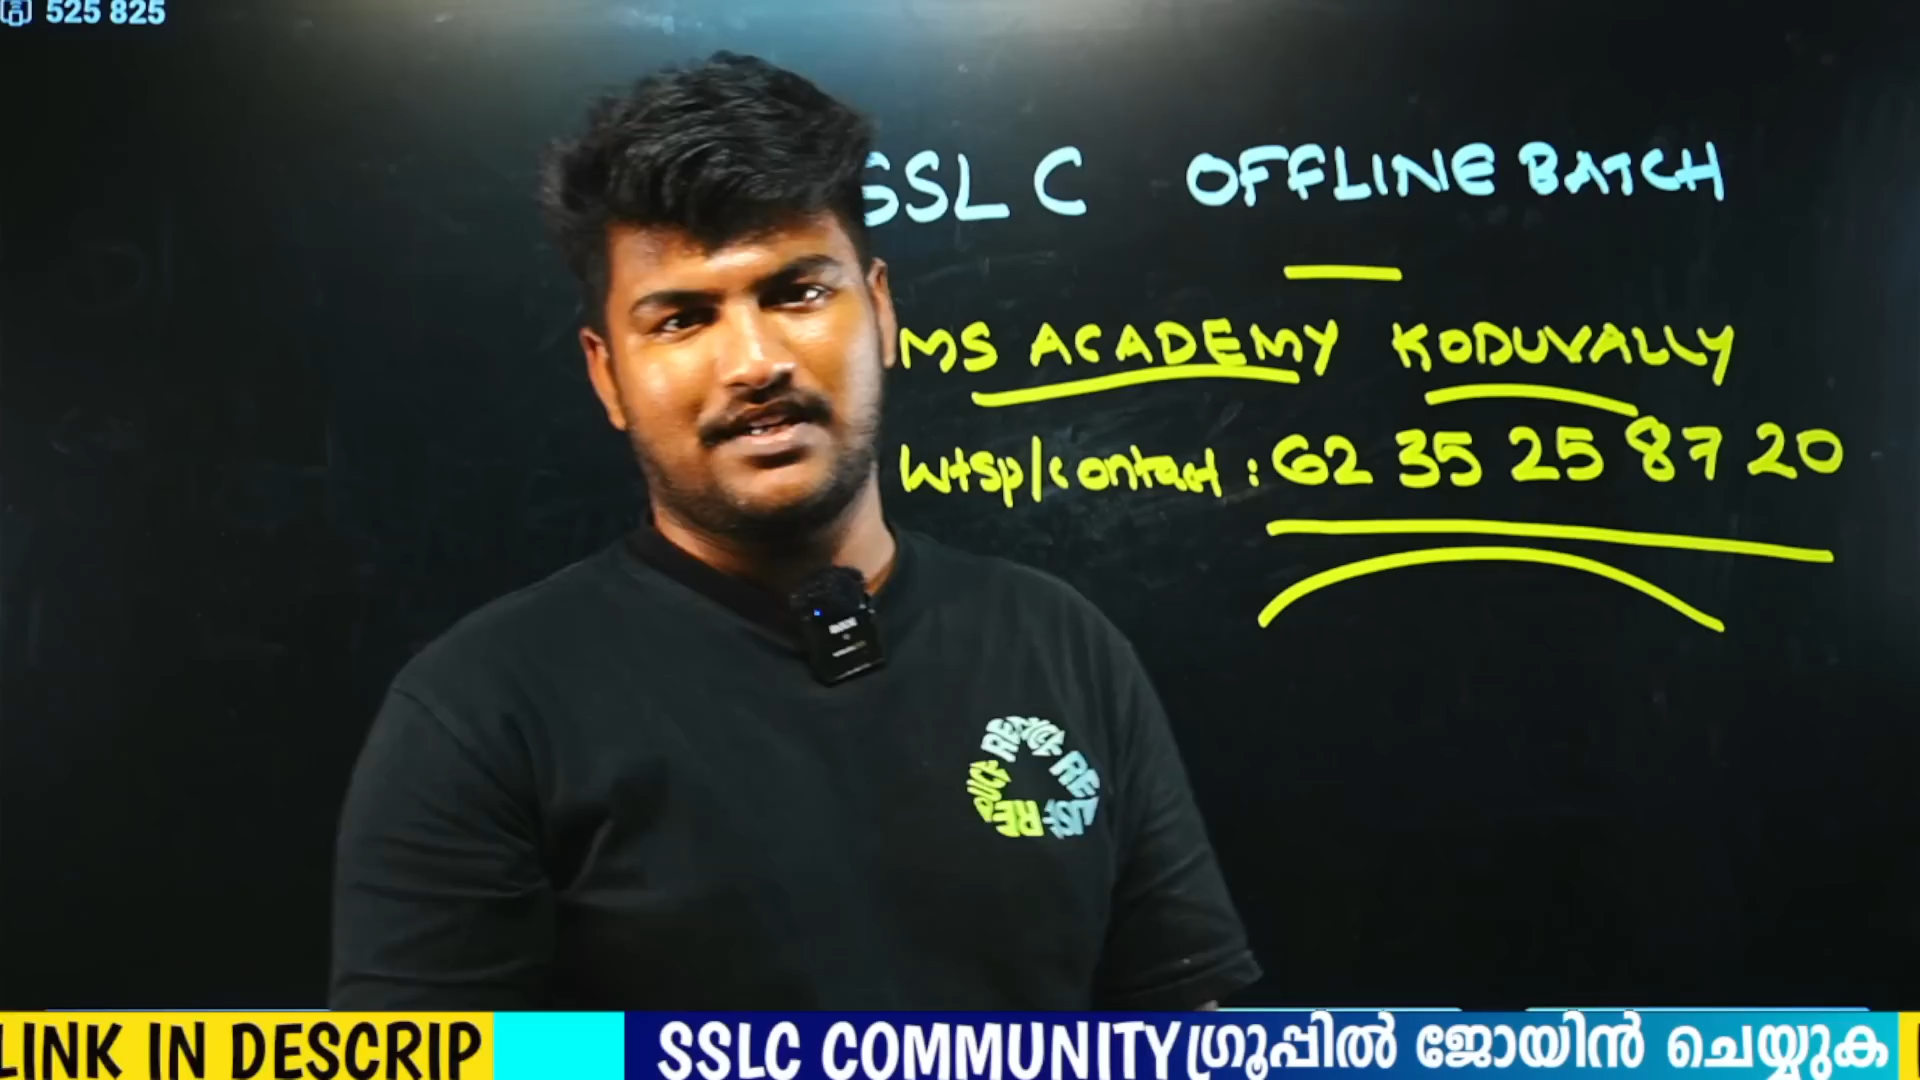 525 825
SSLC OFFLINE BATCH
MS ACADEMY KODUVALLY
Wtsp/contact : 62 35 25 87 20
LINK IN DESCRIP
SSLC COMMUNITY ഗ്രൂപ്പിൽ ജോയിൻ ചെയ്യുക